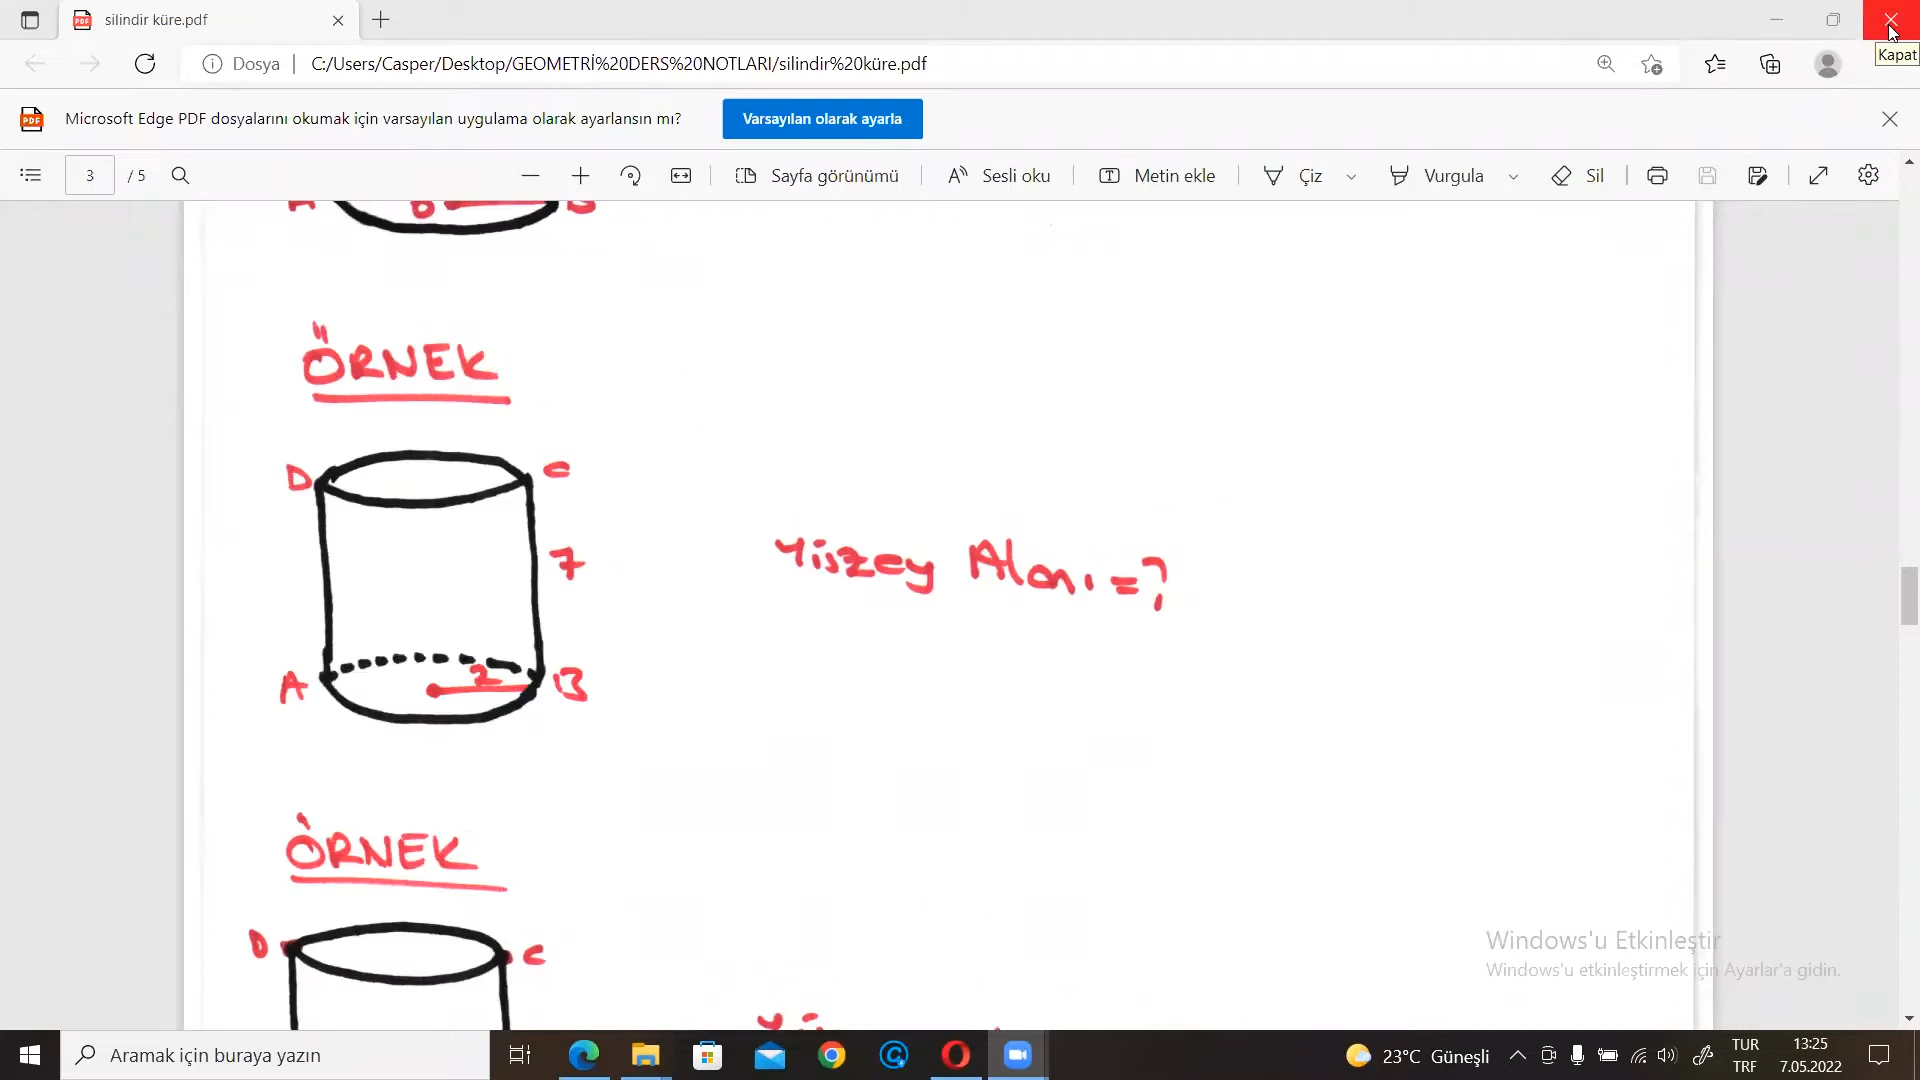 silindir küre.pdf
Dosya
C:/Users/Casper/Desktop/GEOMETRİ%20DERS%20NOTLARI/silindir%20küre.pdf
Kapat
Microsoft Edge PDF dosyalarını okumak için varsayılan uygulama olarak ayarlansın mı?
Varsayılan olarak ayarla
3 / 5
Sayfa görünümü
Sesli oku
Metin ekle
Çiz
Vurgula
Sil
A
B
ÖRNEK
D
C
7
Yüzey Alanı = ?
A
2
B
ÖRNEK
D
C
Windows'u Etkinleştir
Windows'u etkinleştirmek için Ayarlar'a gidin.
Aramak için buraya yazın
23°C Güneşli
TUR
TRF
13:25
7.05.2022